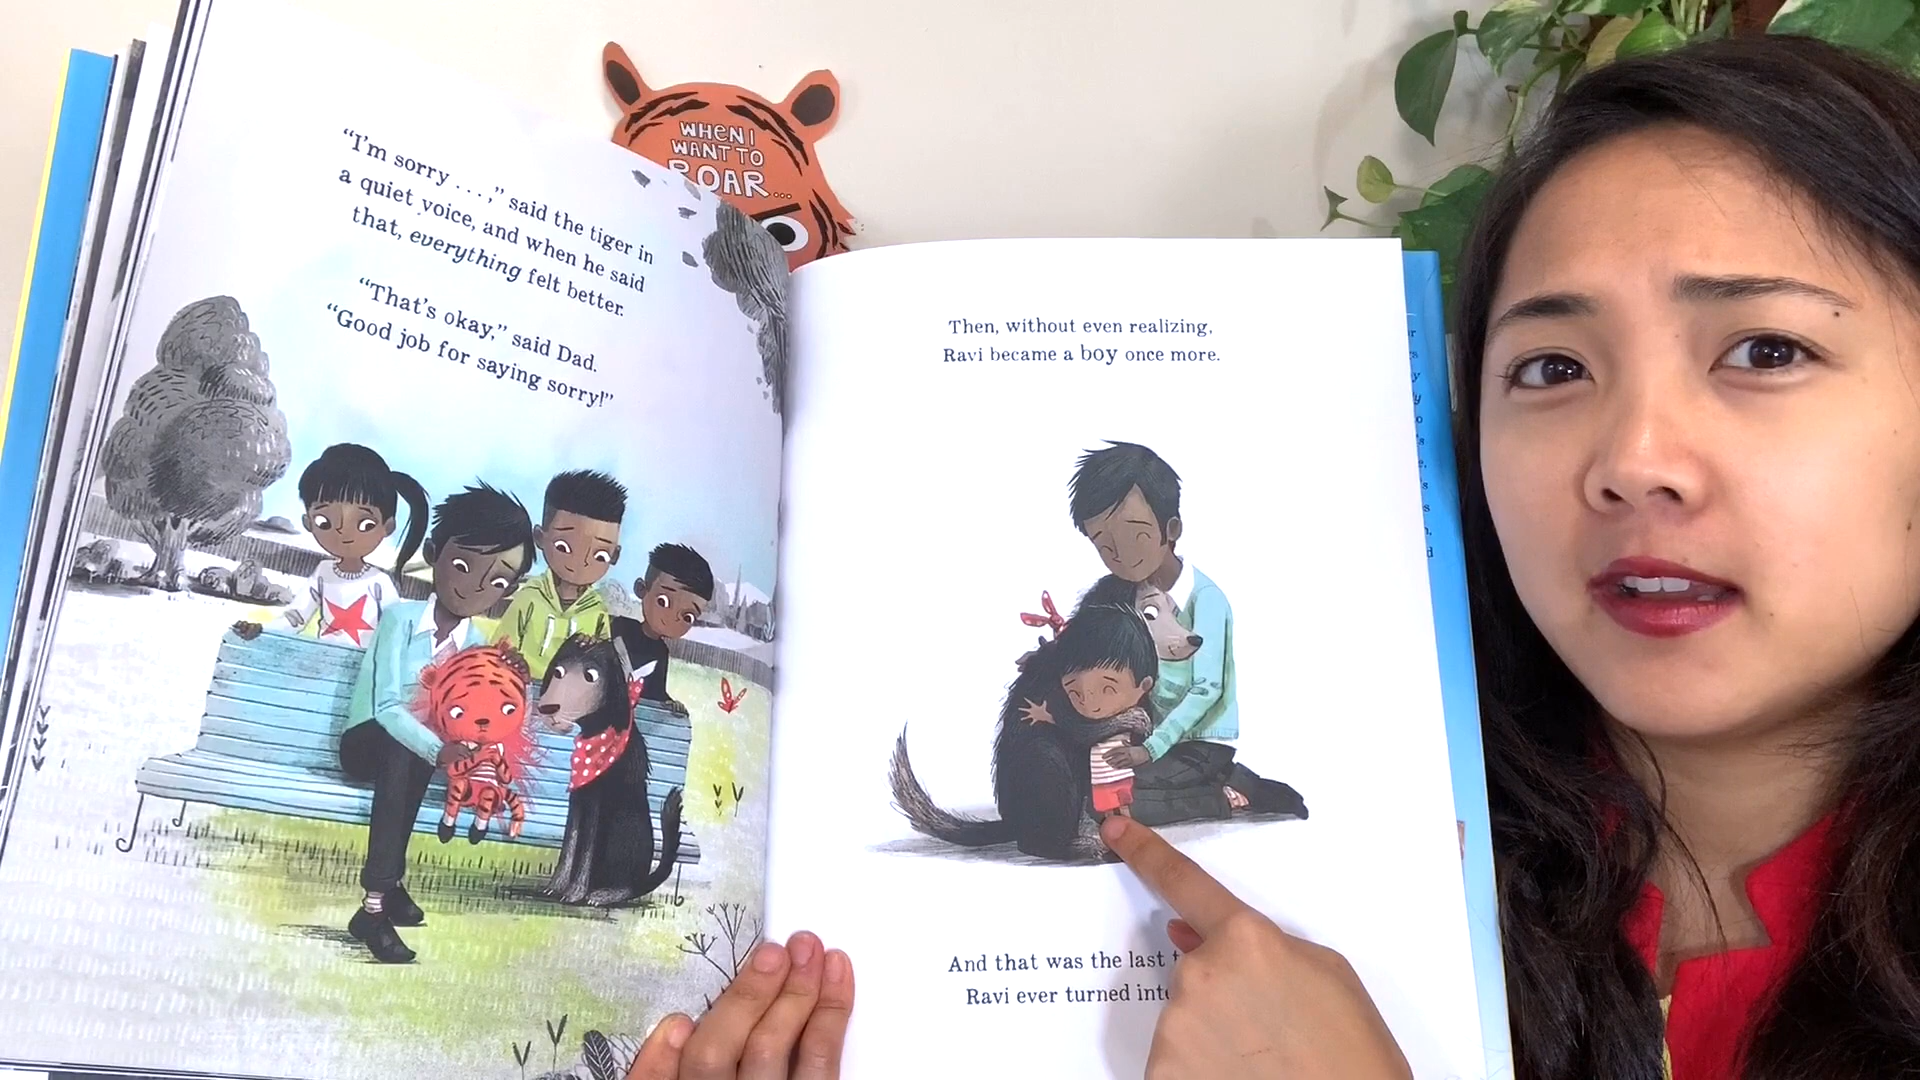 WHEN I
WANT TO
ROAR...
"I'm sorry . . . ," said the tiger in
a quiet voice, and when he said
that, everything felt better.
"That's okay," said Dad.
"Good job for saying sorry!"
Then, without even realizing,
Ravi became a boy once more.
And that was the last
Ravi ever turned